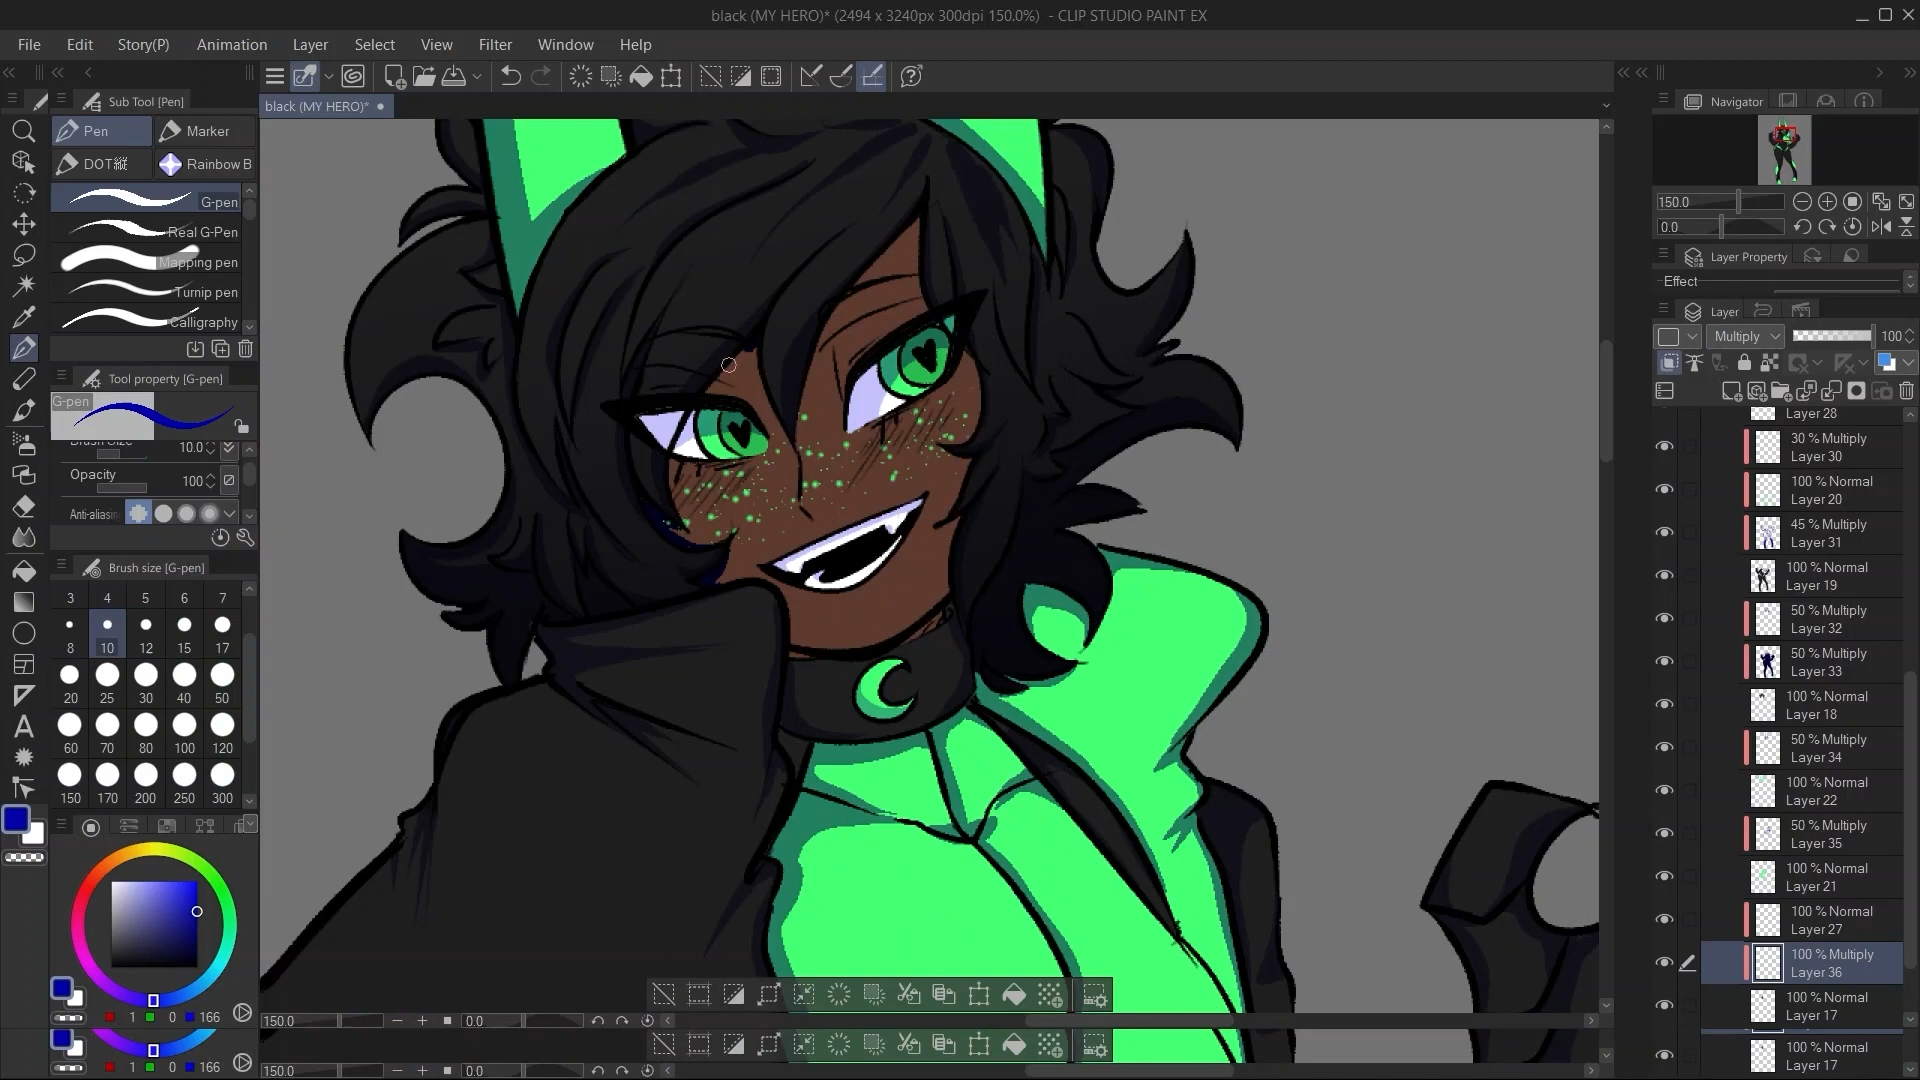 black (MY HERO)* (2494 x 3240px 300dpi 150.0%)  - CLIP STUDIO PAINT EX
File Edit Story(P) Animation Layer Select View Filter Window Help
Sub Tool [Pen]
black (MY HERO)*
Navigator
Pen Marker
DOT縦 Rainbow B
G-pen
Real G-Pen
Mapping pen
Turnip pen
Calligraphy
Tool property [G-pen]
G-pen
Brush Size 10.0
Opacity 100
Anti-aliasin
Brush size [G-pen]
3 4 5 6 7
8 10 12 15 17
20 25 30 40 50
60 70 80 100 120
150 170 200 250 300
1 0 166
1 0 166
150.0 0.0
150.0 0.0
150.0
0.0
Layer Property
Effect
Layer
Multiply 100
Layer 28
30 % Multiply
Layer 30
100 % Normal
Layer 20
45 % Multiply
Layer 31
100 % Normal
Layer 19
50 % Multiply
Layer 32
50 % Multiply
Layer 33
100 % Normal
Layer 18
50 % Multiply
Layer 34
100 % Normal
Layer 22
50 % Multiply
Layer 35
100 % Normal
Layer 21
100 % Normal
Layer 27
100 % Multiply
Layer 36
100 % Normal
Layer 17
100 % Normal
Layer 17